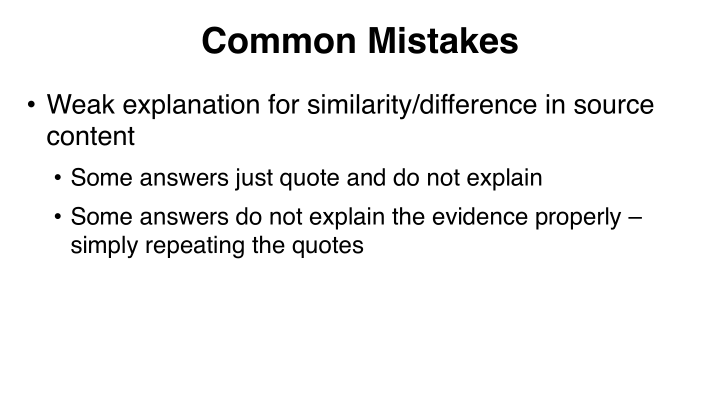 Common Mistakes
• Weak explanation for similarity/difference in source
content
• Some answers just quote and do not explain
• Some answers do not explain the evidence properly –
simply repeating the quotes